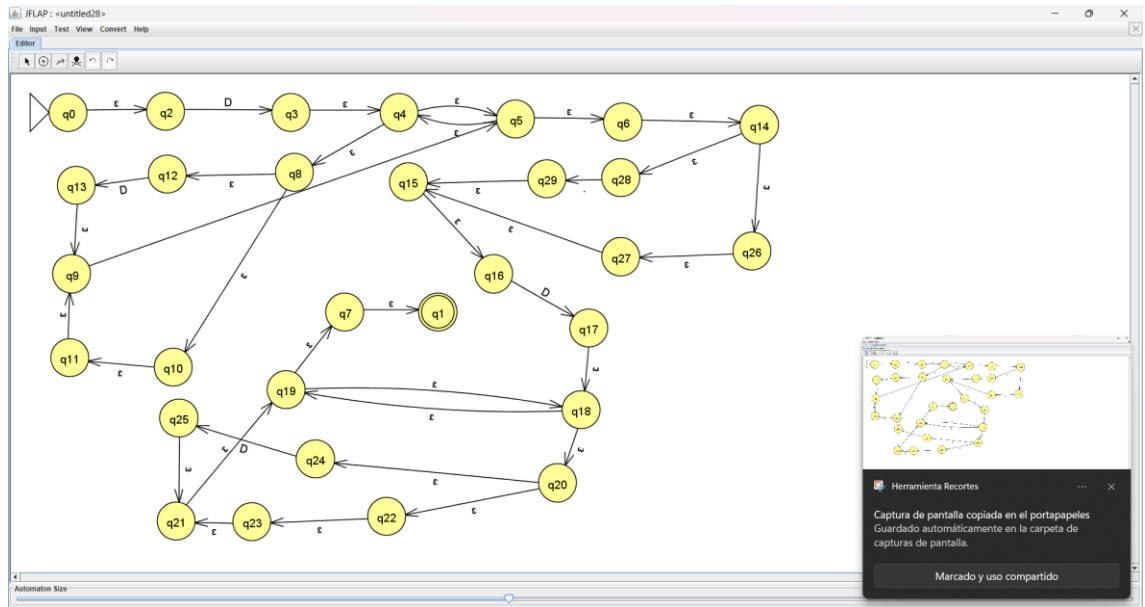 JFLAP : <untitled28>
File Input Test View Convert Help
Editor
q0 ε q2 D q3 ε q4 ε q5 ε q6 ε q14
ε
ε
q13 D q12 ε q8
q15 ε q29 . q28 ε
ε
ε
ε
q9
ε
q16
ε
q27 ε q26
ε
D
q7 ε q1
q17
ε
q11 ε q10
ε
ε
q19 ε
ε q18
q25
ε D
ε
ε
q24
ε
q20
q21 ε q23 ε q22 ε
Herramienta Recortes
Captura de pantalla copiada en el portapapeles
Guardado automáticamente en la carpeta de
capturas de pantalla.
Marcado y uso compartido
Automaton Size